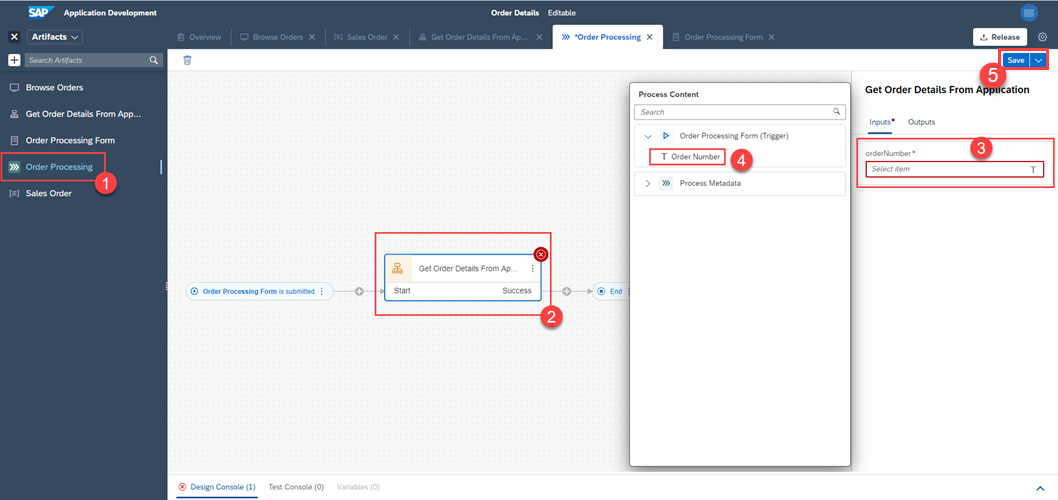 SAP Application Development
Order Details Editable
Artifacts
Overview
Browse Orders
Sales Order
Get Order Details From Ap...
*Order Processing
Order Processing Form
Release
Search Artifacts
Save
5
Browse Orders
Get Order Details From App...
Order Processing Form
Order Processing
1
Sales Order
Order Processing Form is submitted
Get Order Details From Ap...
Start Success
2
End
Process Content
Search
Order Processing Form (Trigger)
T Order Number
4
Process Metadata
Get Order Details From Application
Inputs* Outputs
orderNumber*
3
Select item T
Design Console (1) Test Console (0) Variables (0)